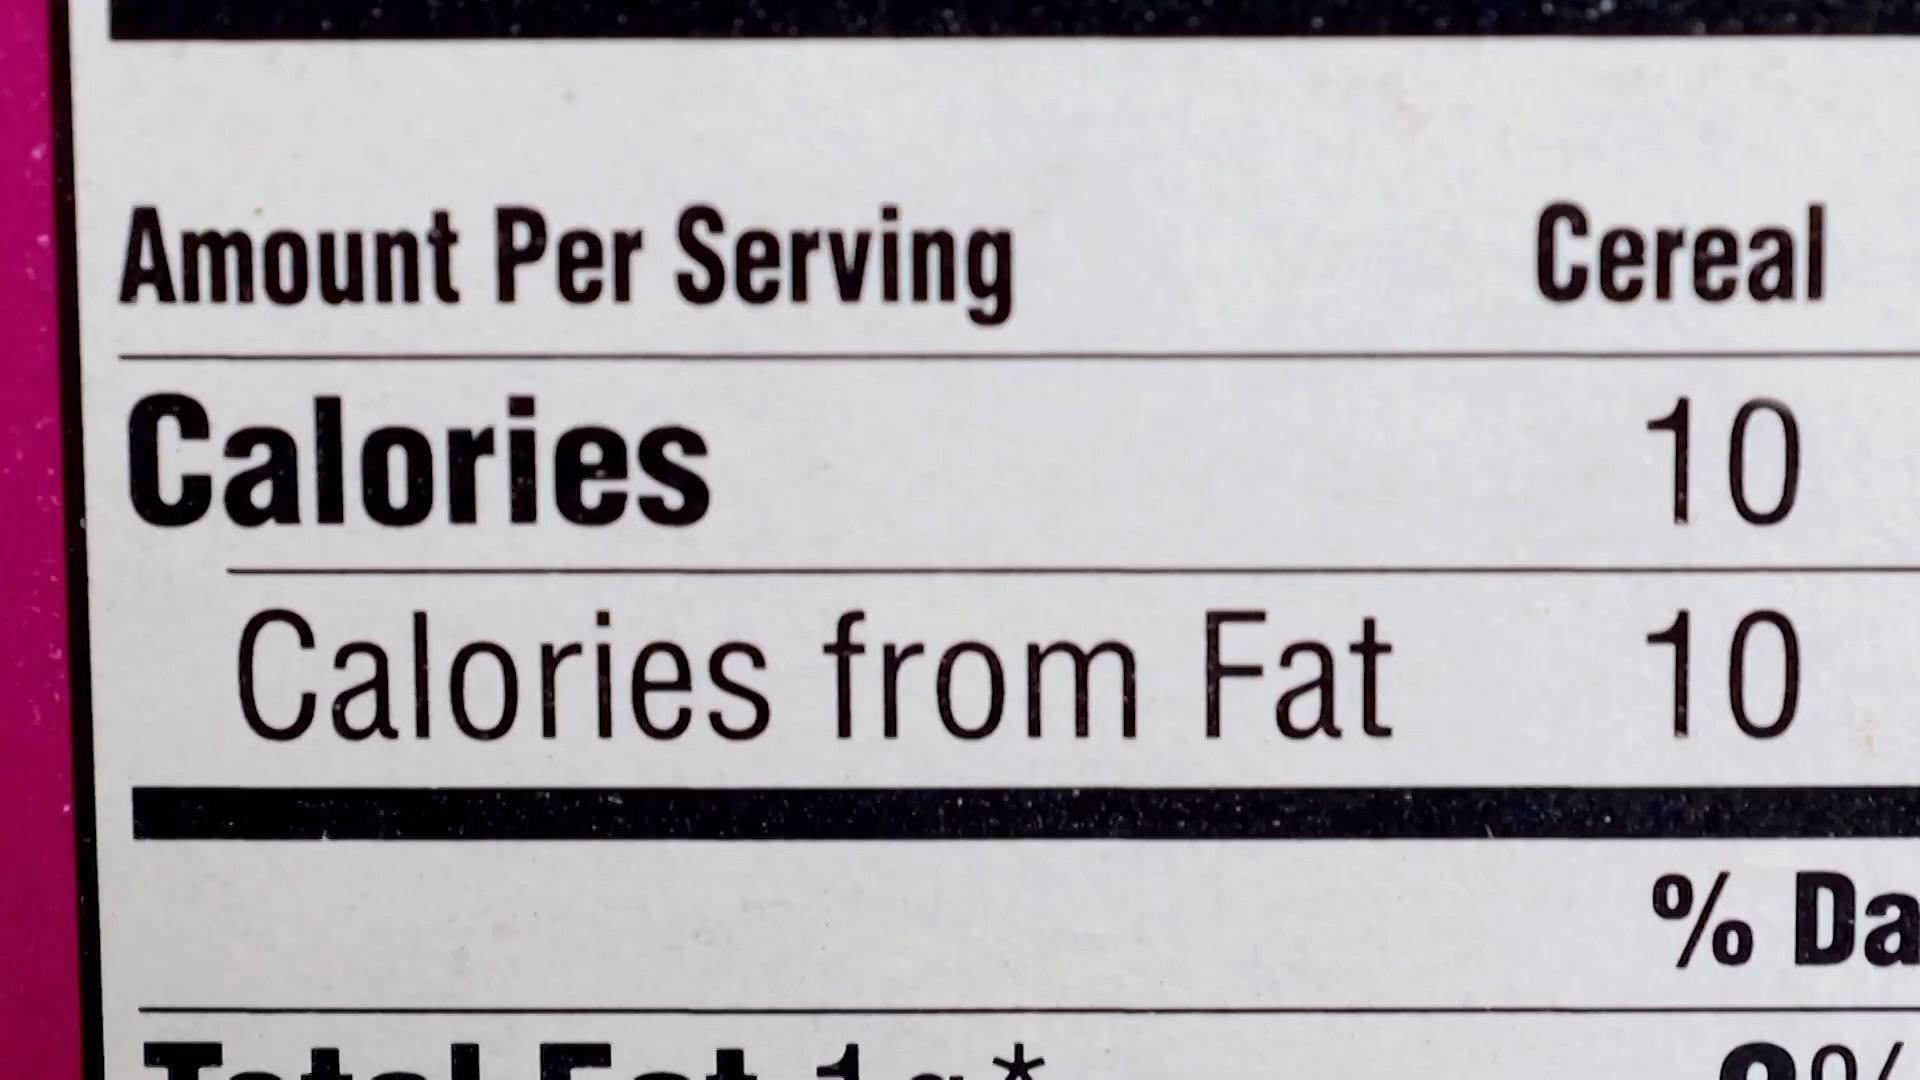 Amount Per Serving Cereal
Calories 10
Calories from Fat 10
% Da
Total Fat 1g*